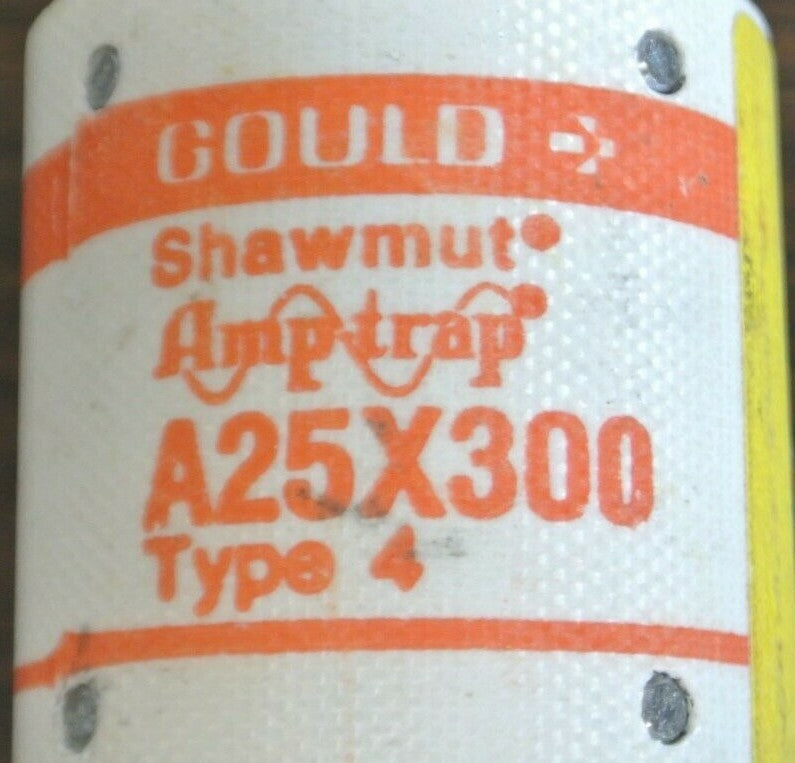 GOULD
Shawmut
Amp-trap
A25X300
Type 4